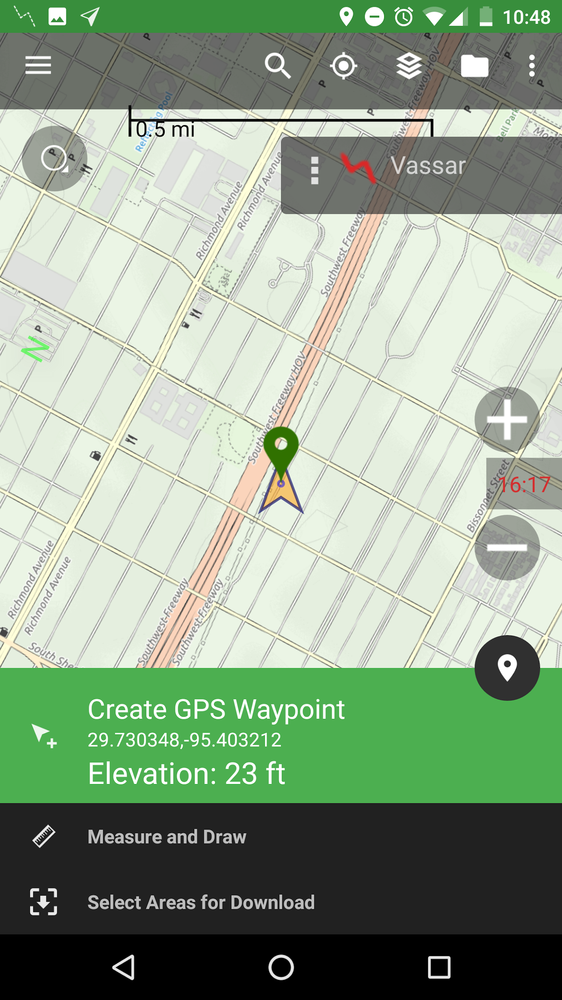 10:48
Southwest Freeway HOV
Reflecting Pool
Bell Park
0.5 mi
Vassar
Richmond Avenue
Richmond Avenue
Southwest Freeway
N
Southwest Freeway HOV
16:17
Bissonnet Street
Richmond Avenue
Richmond Avenue
Southwest Freeway
Southwest Freeway
South She
Create GPS Waypoint
29.730348,-95.403212
Elevation: 23 ft
Measure and Draw
Select Areas for Download